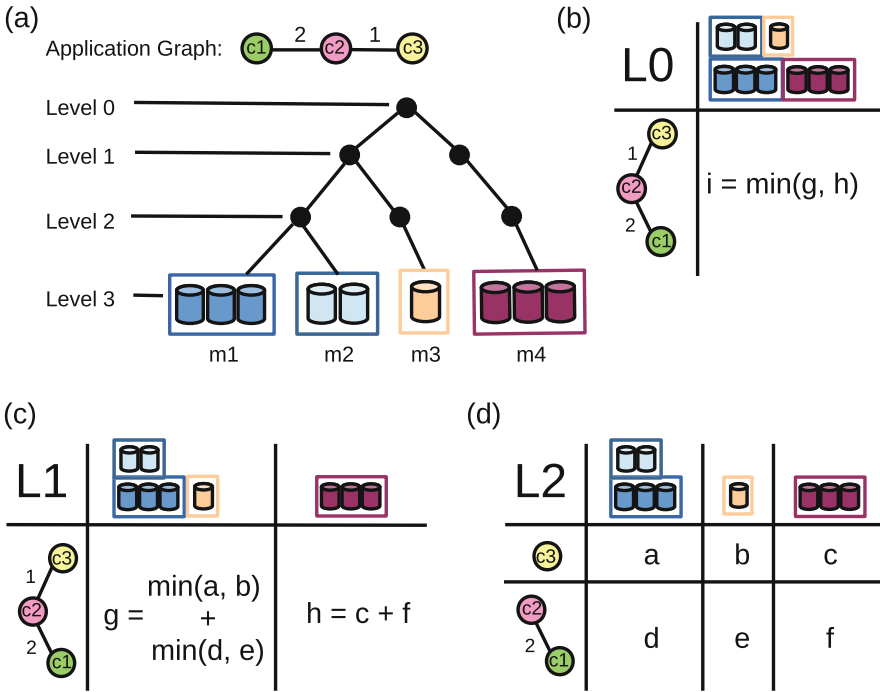 (a)
Application Graph: c1 2 c2 1 c3
Level 0
Level 1
Level 2
Level 3
m1 m2 m3 m4
(b)
L0
c3
1
c2
2
c1
i = min(g, h)
(c)
L1
c3
1
c2
2
c1
g =
min(a, b)
+
min(d, e)
h = c + f
(d)
L2
c3 a b c
c2
2
c1
d e f